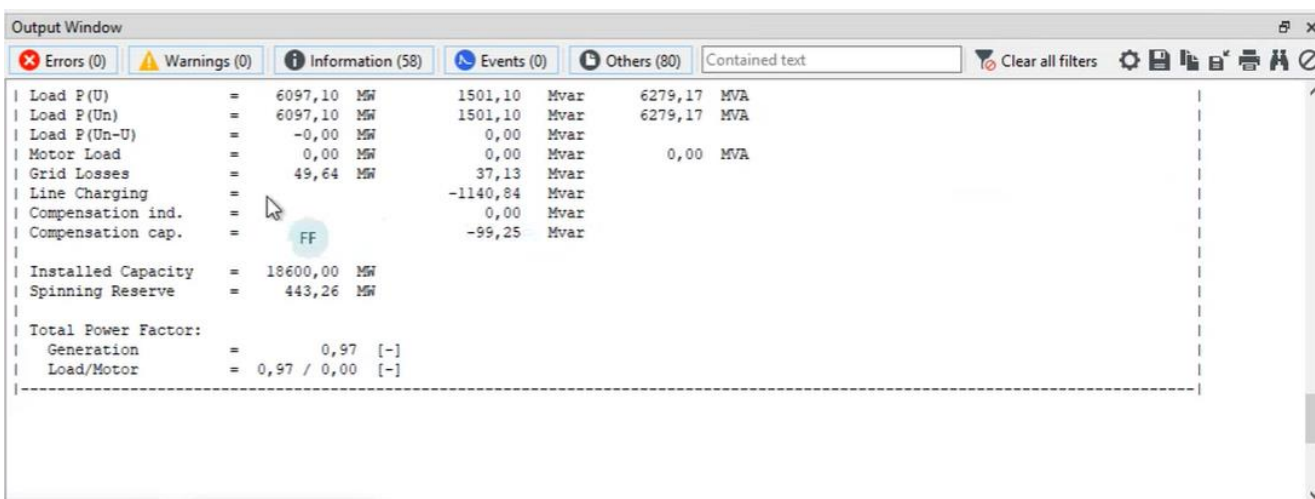 Output Window
Errors (0) Warnings (0) Information (58) Events (0) Others (80) Contained text Clear all filters
| Load P(U) = 6097,10 MW 1501,10 Mvar 6279,17 MVA |
| Load P(Un) = 6097,10 MW 1501,10 Mvar 6279,17 MVA |
| Load P(Un-U) = -0,00 MW 0,00 Mvar |
| Motor Load = 0,00 MW 0,00 Mvar 0,00 MVA |
| Grid Losses = 49,64 MW 37,13 Mvar |
| Line Charging = -1140,84 Mvar |
| Compensation ind. = 0,00 Mvar |
| Compensation cap. = -99,25 Mvar |
FF
| Installed Capacity = 18600,00 MW |
| Spinning Reserve = 443,26 MW |
| Total Power Factor: |
| Generation = 0,97 [-] |
| Load/Motor = 0,97 / 0,00 [-] |